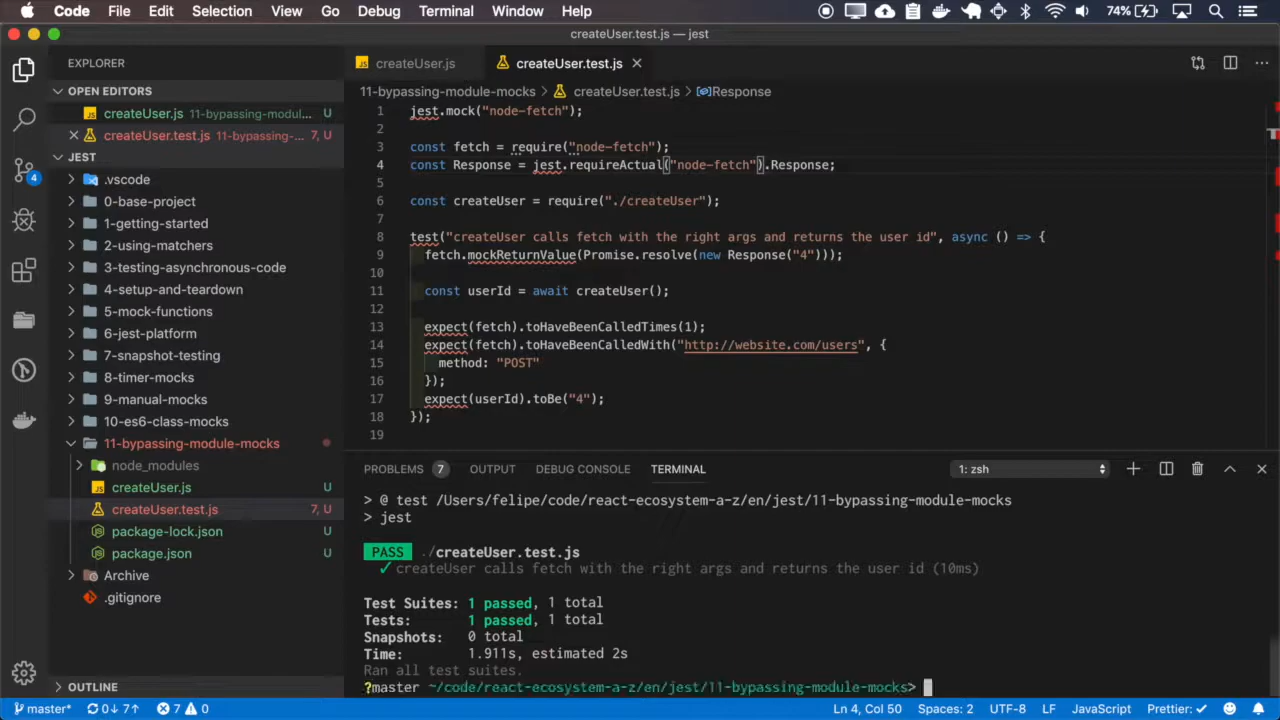 Code File Edit Selection View Go Debug Terminal Window Help 74%
createUser.test.js — jest
EXPLORER
OPEN EDITORS
createUser.js 11-bypassing-modul... U
createUser.test.js 11-bypassing-... 7, U
JEST
.vscode
0-base-project
1-getting-started
2-using-matchers
3-testing-asynchronous-code
4-setup-and-teardown
5-mock-functions
6-jest-platform
7-snapshot-testing
8-timer-mocks
9-manual-mocks
10-es6-class-mocks
11-bypassing-module-mocks
node_modules
createUser.js U
createUser.test.js 7, U
package-lock.json U
package.json U
Archive
.gitignore
OUTLINE
createUser.js createUser.test.js
11-bypassing-module-mocks > createUser.test.js > Response
1 jest.mock("node-fetch");
2
3 const fetch = require("node-fetch");
4 const Response = jest.requireActual("node-fetch").Response;
5
6 const createUser = require("./createUser");
7
8 test("createUser calls fetch with the right args and returns the user id", async () => {
9 fetch.mockReturnValue(Promise.resolve(new Response("4")));
10
11 const userId = await createUser();
12
13 expect(fetch).toHaveBeenCalledTimes(1);
14 expect(fetch).toHaveBeenCalledWith("http://website.com/users", {
15 method: "POST"
16 });
17 expect(userId).toBe("4");
18 });
19
PROBLEMS 7 OUTPUT DEBUG CONSOLE TERMINAL 1: zsh
> @ test /Users/felipe/code/react-ecosystem-a-z/en/jest/11-bypassing-module-mocks
> jest
PASS ./createUser.test.js
✓ createUser calls fetch with the right args and returns the user id (10ms)
Test Suites: 1 passed, 1 total
Tests: 1 passed, 1 total
Snapshots: 0 total
Time: 1.911s, estimated 2s
Ran all test suites.
?master ~/code/react-ecosystem-a-z/en/jest/11-bypassing-module-mocks>
master* 0↓ 7↑ 7 0 Ln 4, Col 50 Spaces: 2 UTF-8 LF JavaScript Prettier: ✓